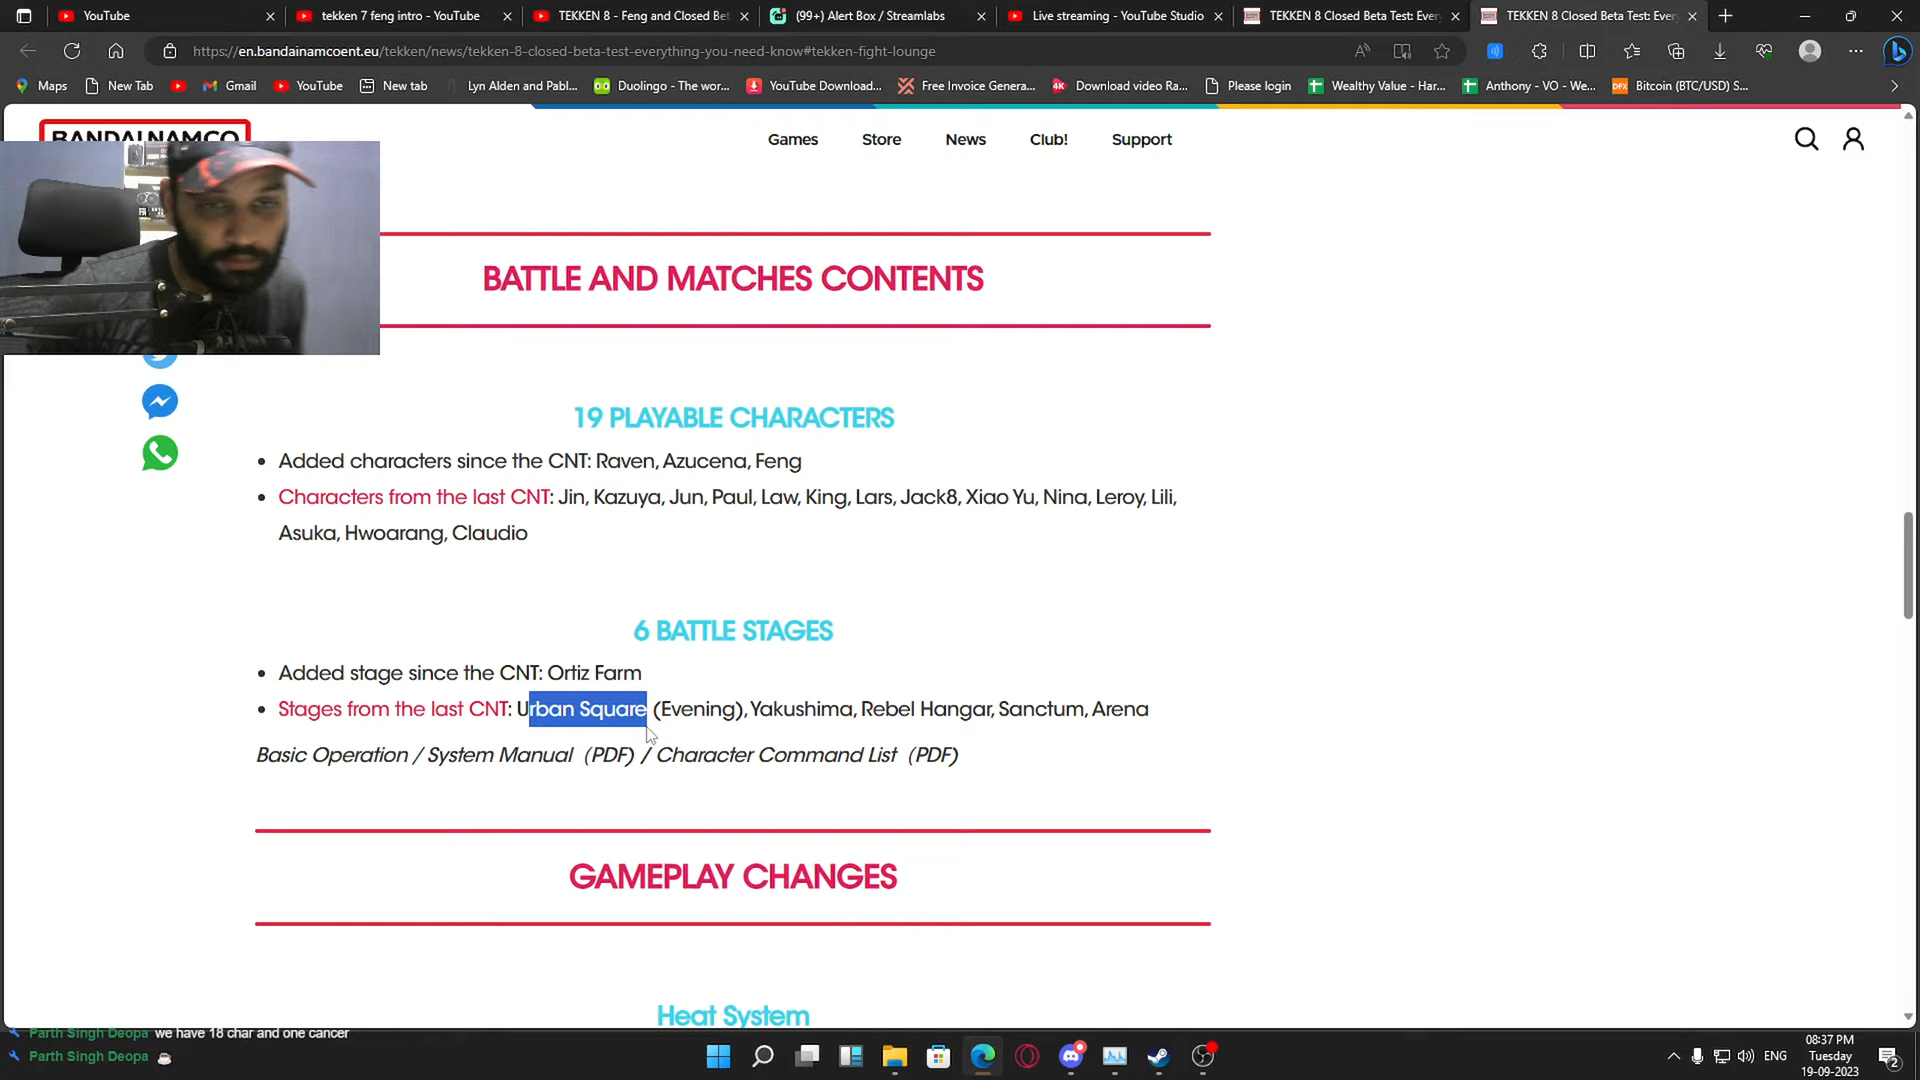 YouTube
tekken 7 feng intro - YouTube
TEKKEN 8 - Feng and Closed Bet
(99+) Alert Box / Streamlabs
Live streaming - YouTube Studio
TEKKEN 8 Closed Beta Test: Every
TEKKEN 8 Closed Beta Test: Ever
https://en.bandainamcoent.eu/tekken/news/tekken-8-closed-beta-test-everything-you-need-know#tekken-fight-lounge
Maps
New Tab
Gmail
YouTube
New tab
Lyn Alden and Pabl...
Duolingo - The wor...
YouTube Download...
Free Invoice Genera...
4K
Download video Ra...
Please login
Wealthy Value - Har...
Anthony - VO - We...
DFX
Bitcoin (BTC/USD) S...
BANDAI NAMCO
Games
Store
News
Club!
Support
BATTLE AND MATCHES CONTENTS
19 PLAYABLE CHARACTERS
• Added characters since the CNT: Raven, Azucena, Feng
• Characters from the last CNT: Jin, Kazuya, Jun, Paul, Law, King, Lars, Jack8, Xiao Yu, Nina, Leroy, Lili,
Asuka, Hwoarang, Claudio
6 BATTLE STAGES
• Added stage since the CNT: Ortiz Farm
• Stages from the last CNT: Urban Square (Evening), Yakushima, Rebel Hangar, Sanctum, Arena
Basic Operation / System Manual（PDF) / Character Command List（PDF)
GAMEPLAY CHANGES
Heat System
Parth Singh Deopa we have 18 char and one cancer
Parth Singh Deopa ☕
ENG
08:37 PM
Tuesday
19-09-2023
2